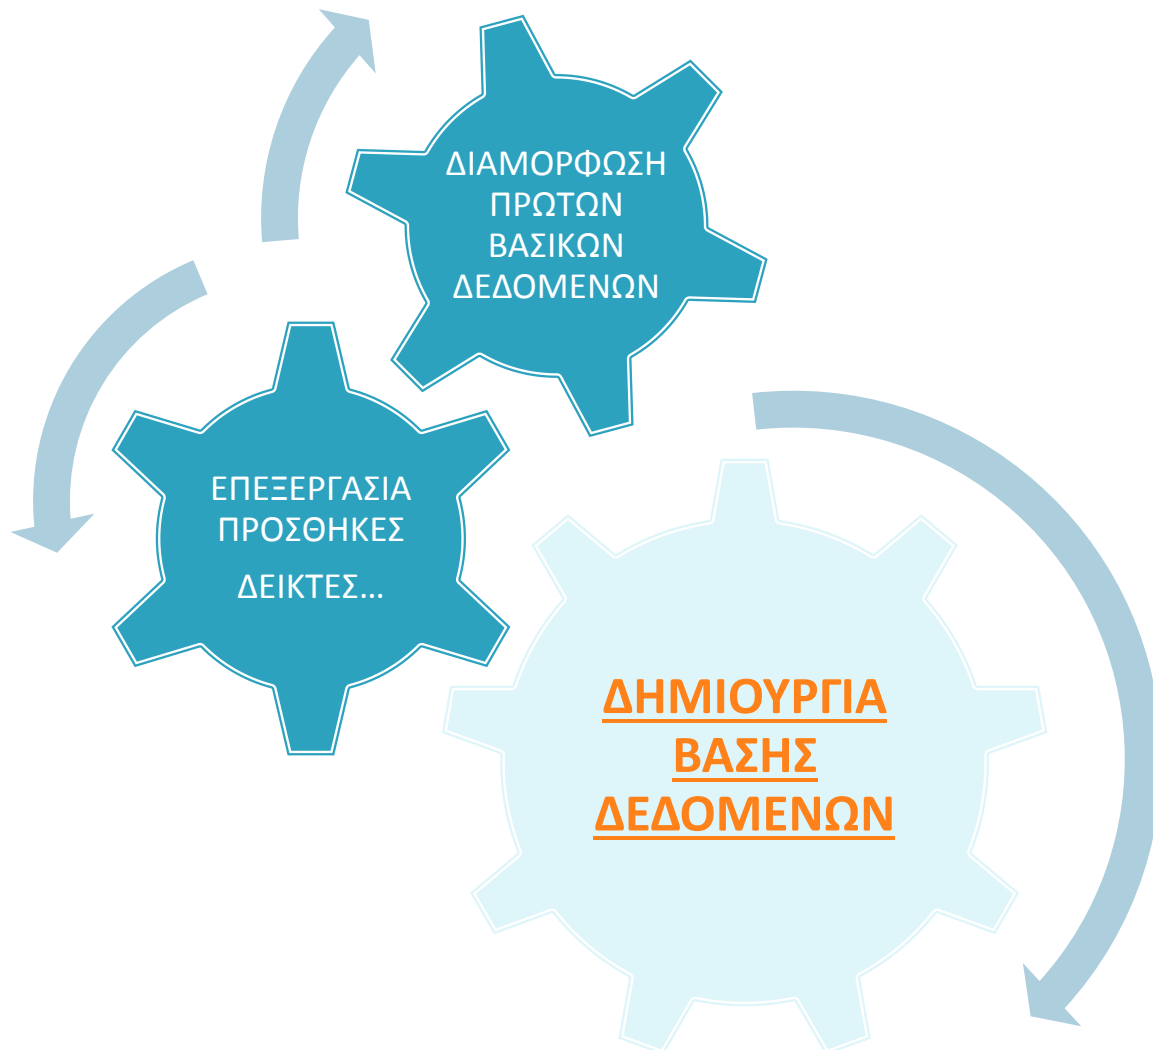 ΔΙΑΜΟΡΦΩΣΗ
ΠΡΩΤΩΝ
ΒΑΣΙΚΩΝ
ΔΕΔΟΜΕΝΩΝ
ΕΠΕΞΕΡΓΑΣΙΑ
ΠΡΟΣΘΗΚΕΣ
ΔΕΙΚΤΕΣ...
ΔΗΜΙΟΥΡΓΙΑ
ΒΑΣΗΣ
ΔΕΔΟΜΕΝΩΝ